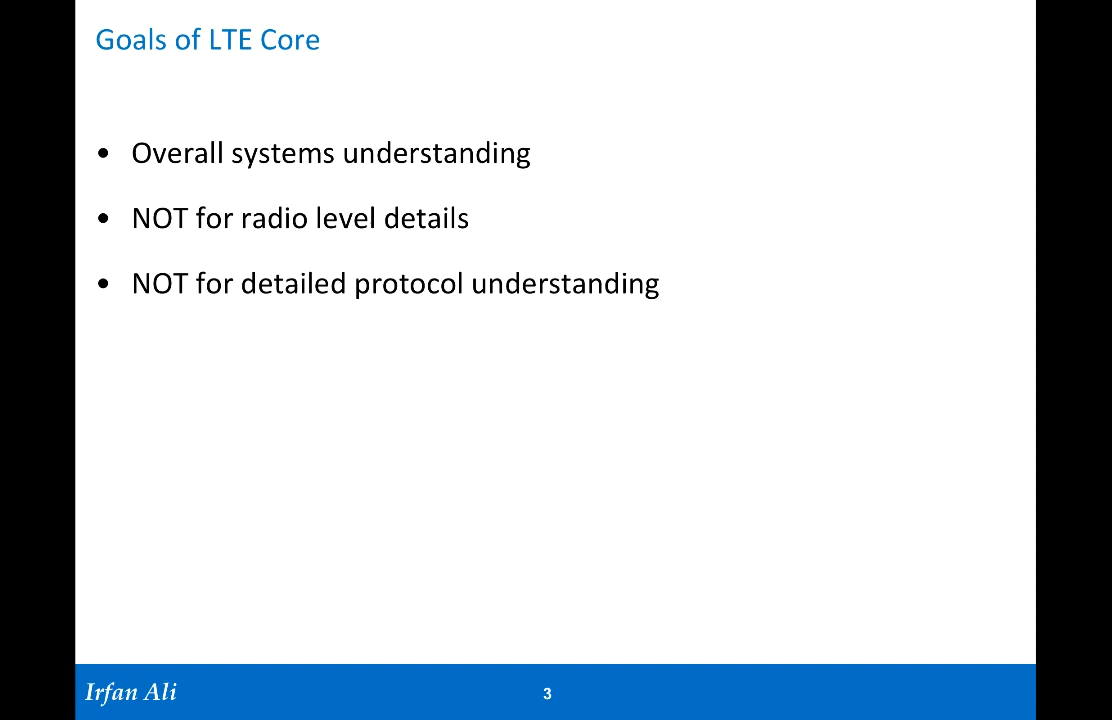 Goals of LTE Core
• Overall systems understanding
• NOT for radio level details
• NOT for detailed protocol understanding
Irfan Ali
3